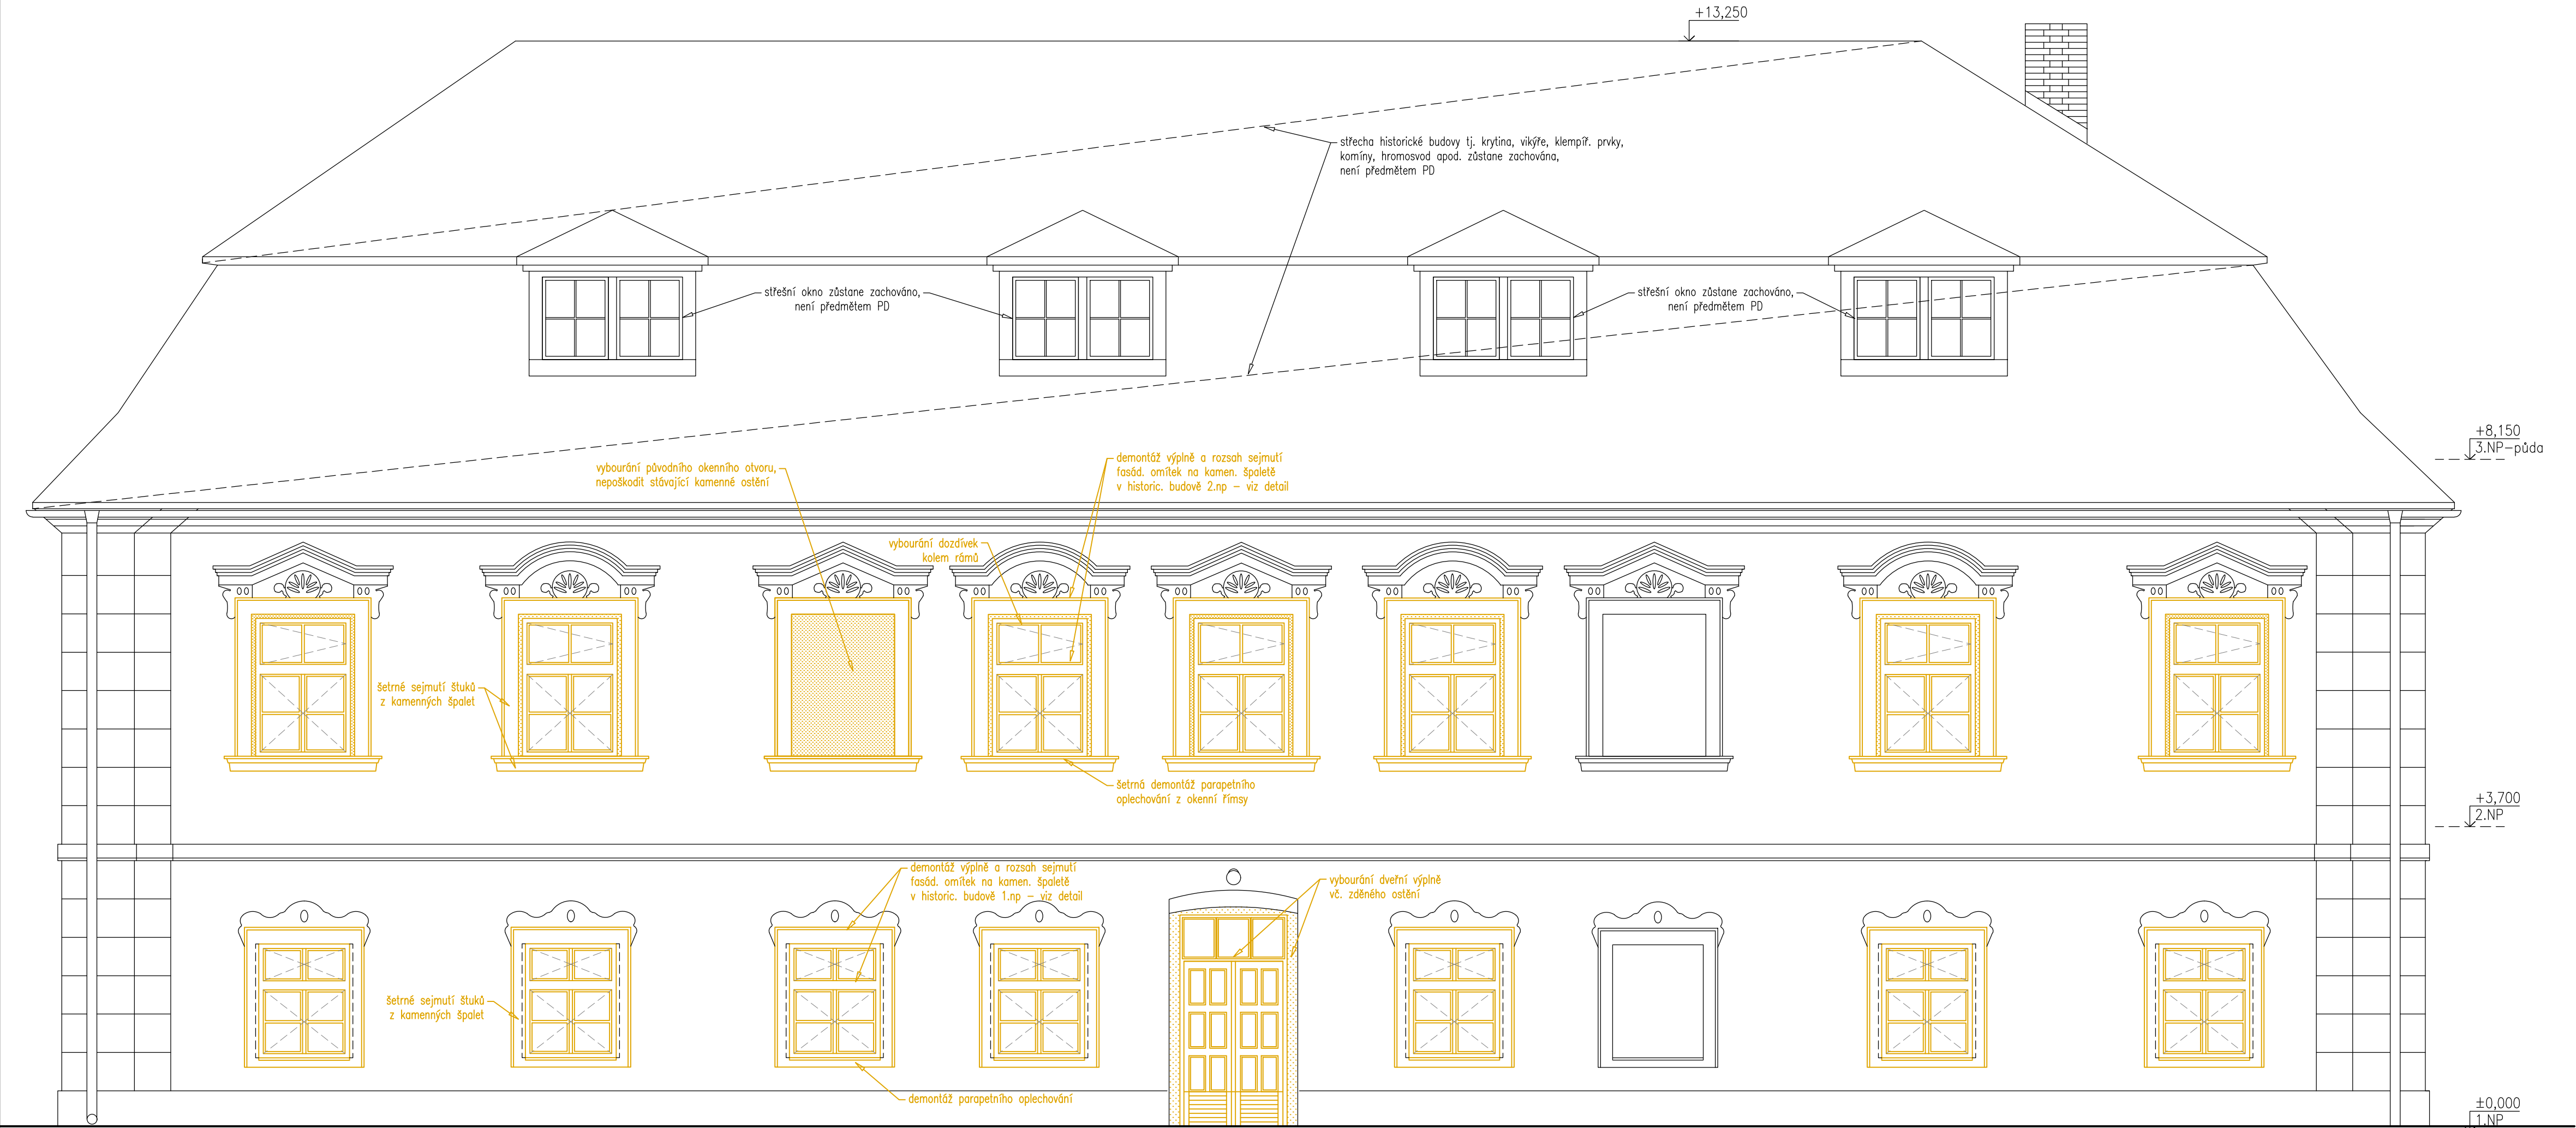 +13,250
střecha historické budovy tj. krytina, vikýře, klempíř. prvky,
komíny, hromosvod apod. zůstane zachována,
není předmětem PD
střešní okno zůstane zachováno,
není předmětem PD
střešní okno zůstane zachováno,
není předmětem PD
+8,150
3.NP-půda
vybourání původního okenního otvoru,
nepoškodit stávající kamenné ostění
demontáž výplně a rozsah sejmutí
fasád. omítek na kamen. špaletě
v historic. budově 2.np - viz detail
vybourání dozdívek
kolem rámů
šetrné sejmutí štuků
z kamenných špalet
šetrná demontáž parapetního
oplechování z okenní římsy
+3,700
2.NP
demontáž výplně a rozsah sejmutí
fasád. omítek na kamen. špaletě
v historic. budově 1.np - viz detail
vybourání dveřní výplně
vč. zděného ostění
šetrné sejmutí štuků
z kamenných špalet
demontáž parapetního oplechování
±0,000
1.NP